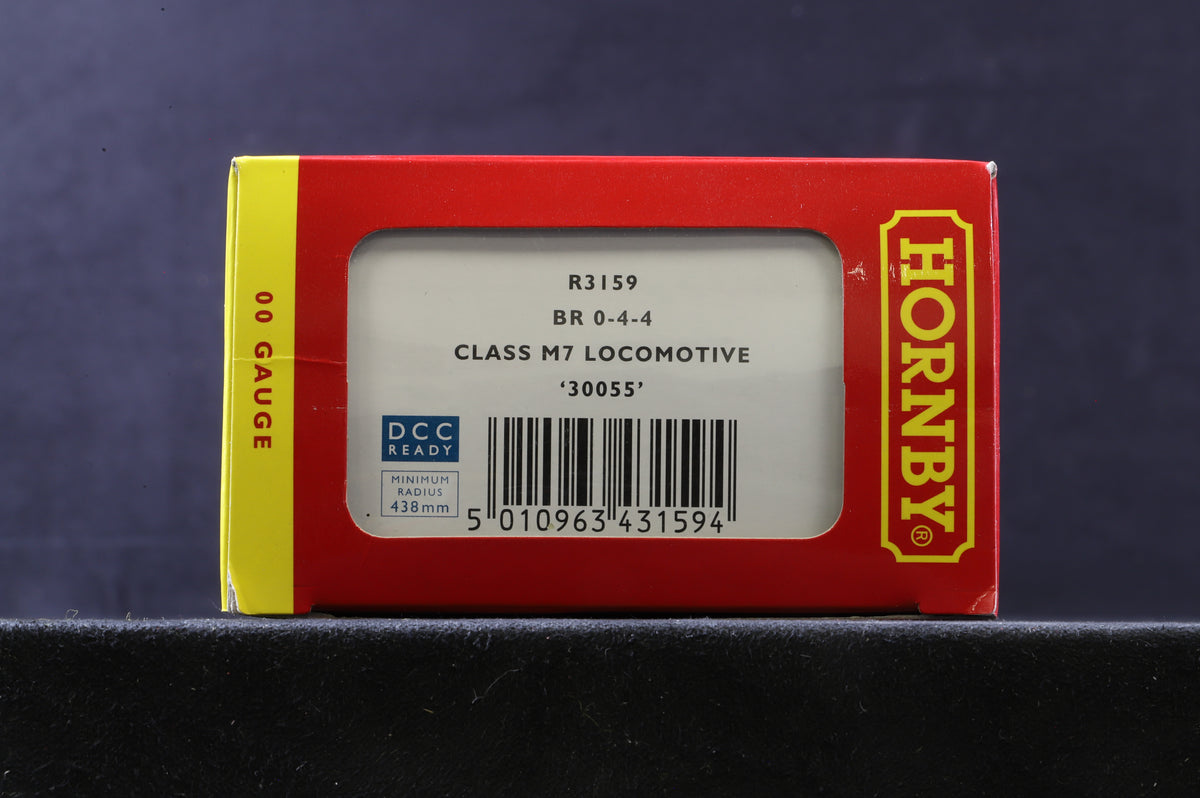 00 GAUGE
R3159
BR 0-4-4
CLASS M7 LOCOMOTIVE
‘30055’
DCC
READY
MINIMUM
RADIUS
438mm
5 010963 431594
HORNBY®